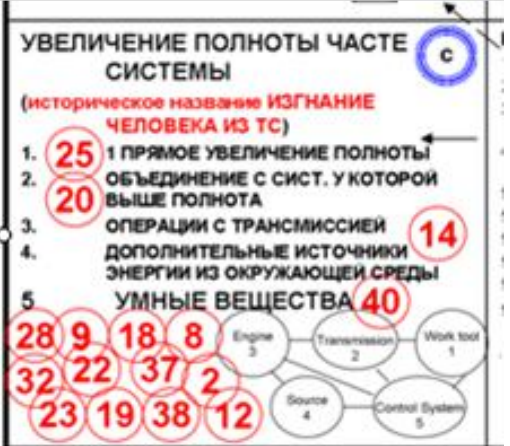 УВЕЛИЧЕНИЕ ПОЛНОТЫ ЧАСТЕ
СИСТЕМЫ
с
(историческое название ИЗГНАНИЕ
ЧЕЛОВЕКА ИЗ ТС)
1. 25 1 ПРЯМОЕ УВЕЛИЧЕНИЕ ПОЛНОТЫ
2. 20 ОБЪЕДИНЕНИЕ С СИСТ. У КОТОРОЙ
ВЫШЕ ПОЛНОТА
3. ОПЕРАЦИИ С ТРАНСМИССИЕЙ 14
4. ДОПОЛНИТЕЛЬНЫЕ ИСТОЧНИКИ
ЭНЕРГИИ ИЗ ОКРУЖАЮЩЕЙ СРЕДЫ
5 УМНЫЕ ВЕЩЕСТВА 40
28 9 18 8
32 22 37 2
23 19 38 12
Engine
3
Transmission
2
Work tool
1
Source
4
Control System
5